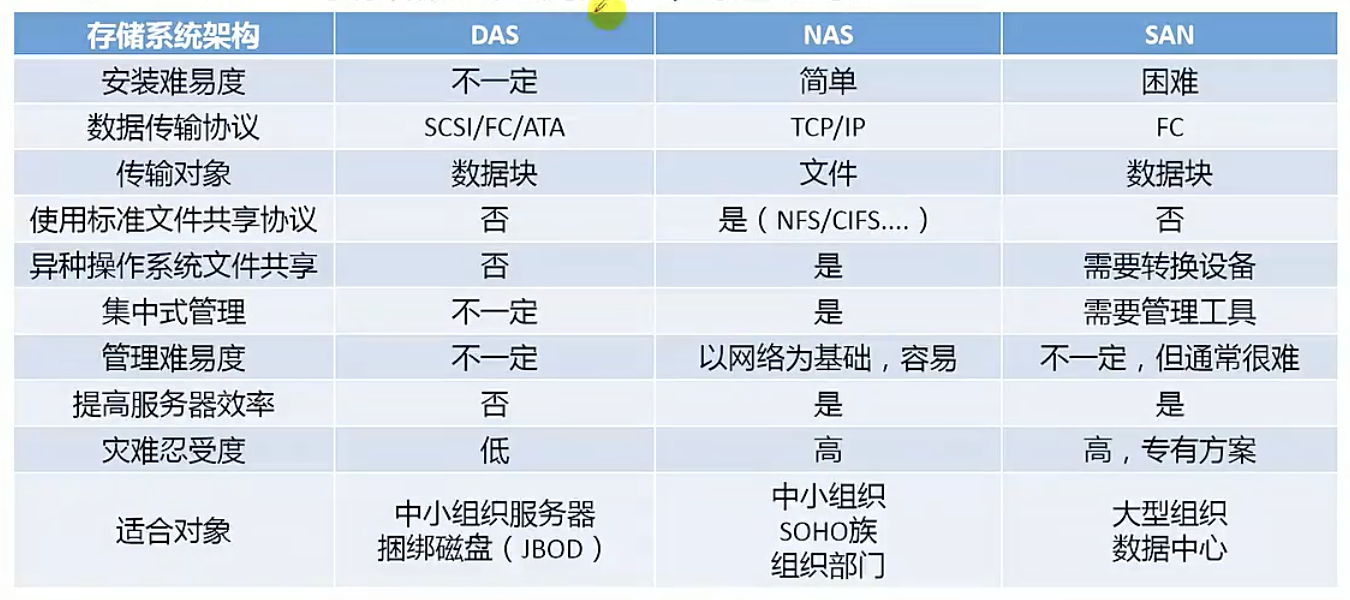 存储系统架构 DAS NAS SAN
安装难易度 不一定 简单 困难
数据传输协议 SCSI/FC/ATA TCP/IP FC
传输对象 数据块 文件 数据块
使用标准文件共享协议 否 是（NFS/CIFS....） 否
异种操作系统文件共享 否 是 需要转换设备
集中式管理 不一定 是 需要管理工具
管理难易度 不一定 以网络为基础，容易 不一定，但通常很难
提高服务器效率 否 是 是
灾难忍受度 低 高 高，专有方案
适合对象 中小组织服务器 捆绑磁盘（JBOD） 中小组织 SOHO族 组织部门 大型组织 数据中心